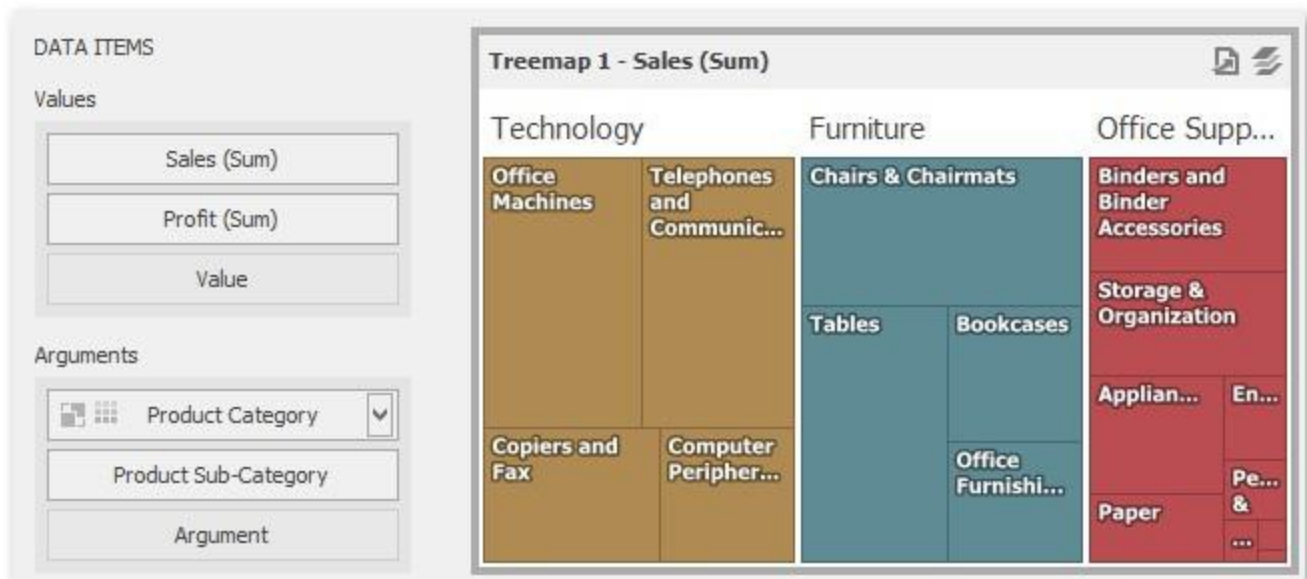 DATA ITEMS
Values
Sales (Sum)
Profit (Sum)
Value
Arguments
Product Category
Product Sub-Category
Argument
Treemap 1 - Sales (Sum)
Technology
Office
Machines
Telephones
and
Communic...
Copiers and
Fax
Computer
Peripher...
Furniture
Chairs & Chairmats
Tables
Bookcases
Office
Furnishi...
Office Supp...
Binders and
Binder
Accessories
Storage &
Organization
Applian...
En...
Paper
Pe...
&
...